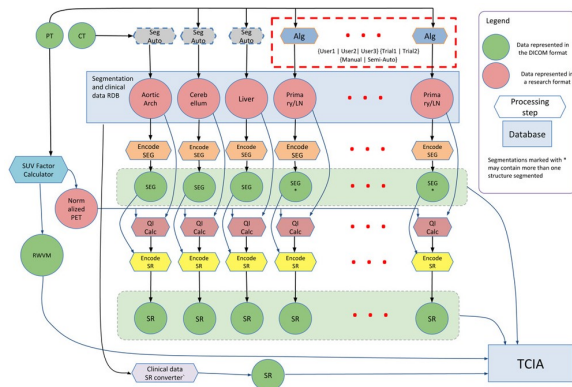 PT
CT
Seg
Auto
Seg
Auto
Seg
Auto
Alg
Alg
(User1 | User2 | User3) (Trial1 | Trial2)
(Manual | Semi-Auto)
Segmentation
and clinical
data RDB
Aortic
Arch
Cereb
ellum
Liver
Prima
ry/LN
Prima
ry/LN
Encode
SEG
Encode
SEG
Encode
SEG
Encode
SEG
Encode
SEG
SUV Factor
Calculator
SEG
SEG
SEG
SEG
*
SEG
*
Norm
alized
PET
QI
Calc
QI
Calc
QI
Calc
QI
Calc
QI
Calc
RWVM
Encode
SR
Encode
SR
Encode
SR
Encode
SR
Encode
SR
SR
SR
SR
SR
SR
Clinical data
SR converter`
SR
TCIA
Legend
Data represented in
the DICOM format
Data represented in
a research format
Processing
step
Database
Segmentations marked with *
may contain more than one
structure segmented